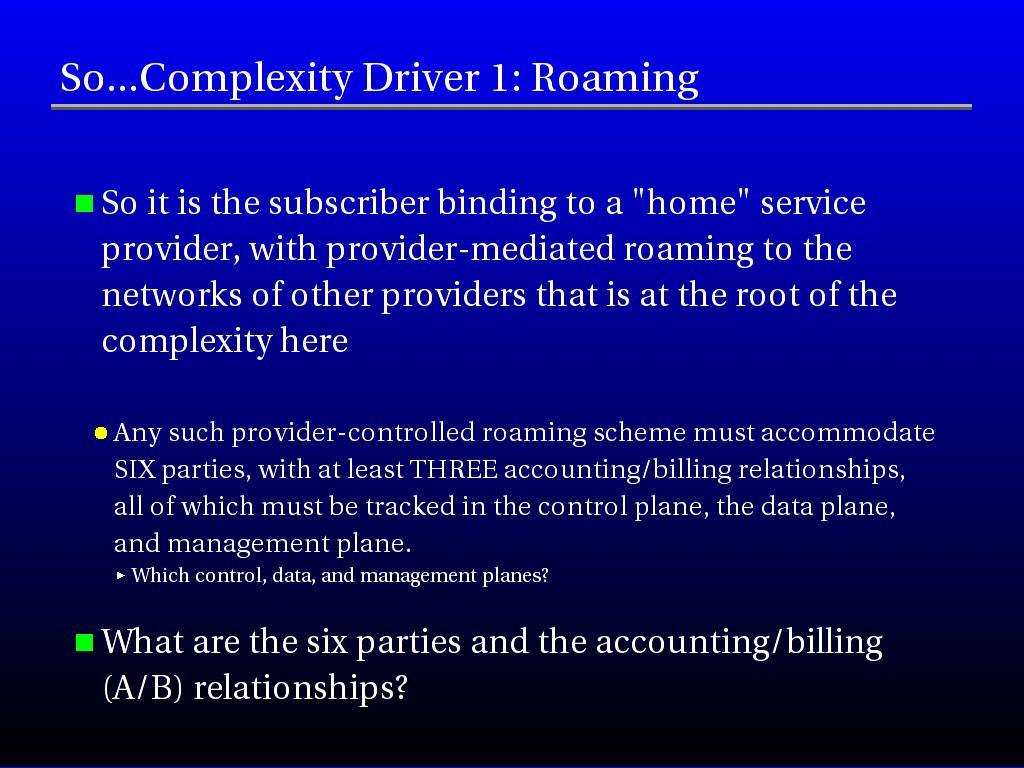 So...Complexity Driver 1: Roaming
So it is the subscriber binding to a "home" service
provider, with provider-mediated roaming to the
networks of other providers that is at the root of the
complexity here
Any such provider-controlled roaming scheme must accommodate
SIX parties, with at least THREE accounting/billing relationships,
all of which must be tracked in the control plane, the data plane,
and management plane.
Which control, data, and management planes?
What are the six parties and the accounting/billing
(A/B) relationships?